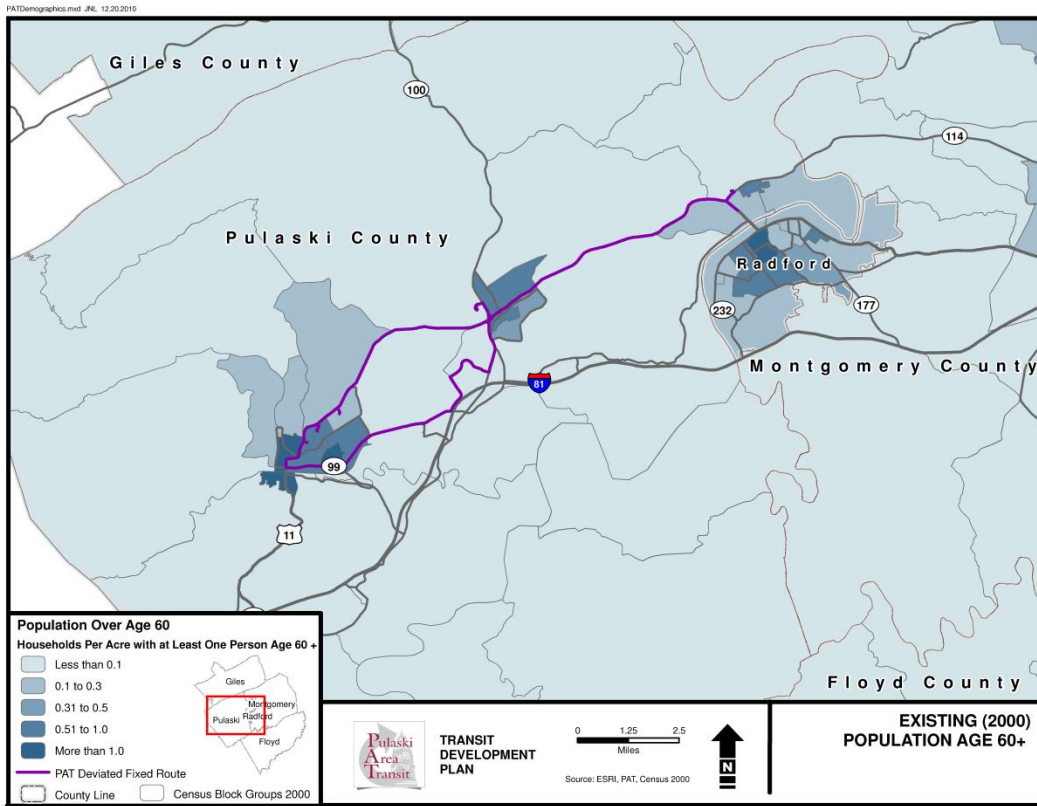 PATDemographics.mxd JNL 12.20.2010
Giles County
100
114
Pulaski County
Radford
232
177
Montgomery County
81
99
11
Population Over Age 60
Households Per Acre with at Least One Person Age 60 +
Less than 0.1
0.1 to 0.3
0.31 to 0.5
0.51 to 1.0
More than 1.0
PAT Deviated Fixed Route
County Line
Census Block Groups 2000
Giles
Montgomery
Pulaski
Radford
Floyd
Floyd County
Pulaski
Area
Transit
TRANSIT
DEVELOPMENT
PLAN
0 1.25 2.5
Miles
Source: ESRI, PAT, Census 2000
N
EXISTING (2000)
POPULATION AGE 60+